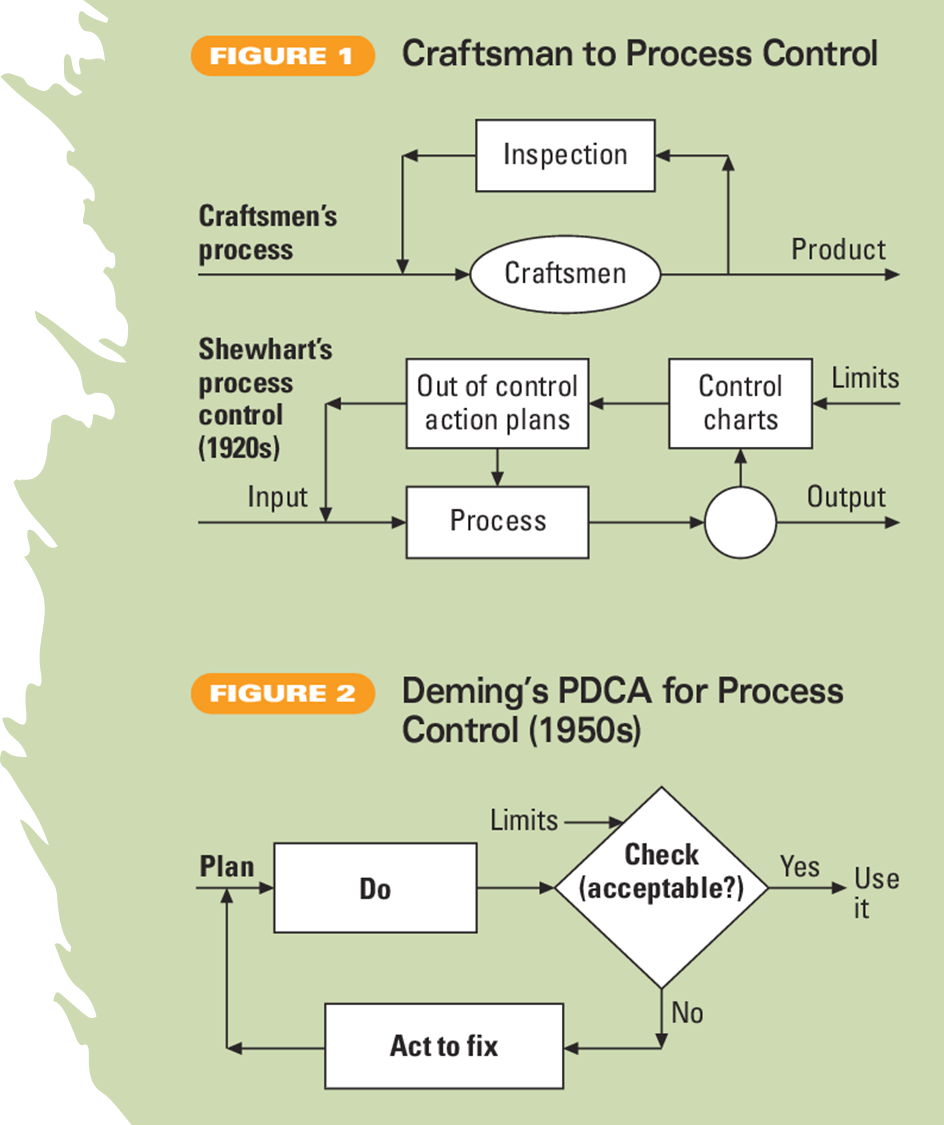 FIGURE 1
Craftsman to Process Control
Inspection
Craftsmen’s
process
Craftsmen
Product
Shewhart’s
process
control
(1920s)
Out of control
action plans
Control
charts
Limits
Input
Process
Output
FIGURE 2
Deming’s PDCA for Process
Control (1950s)
Limits
Plan
Do
Check
(acceptable?)
Yes
Use
it
No
Act to fix